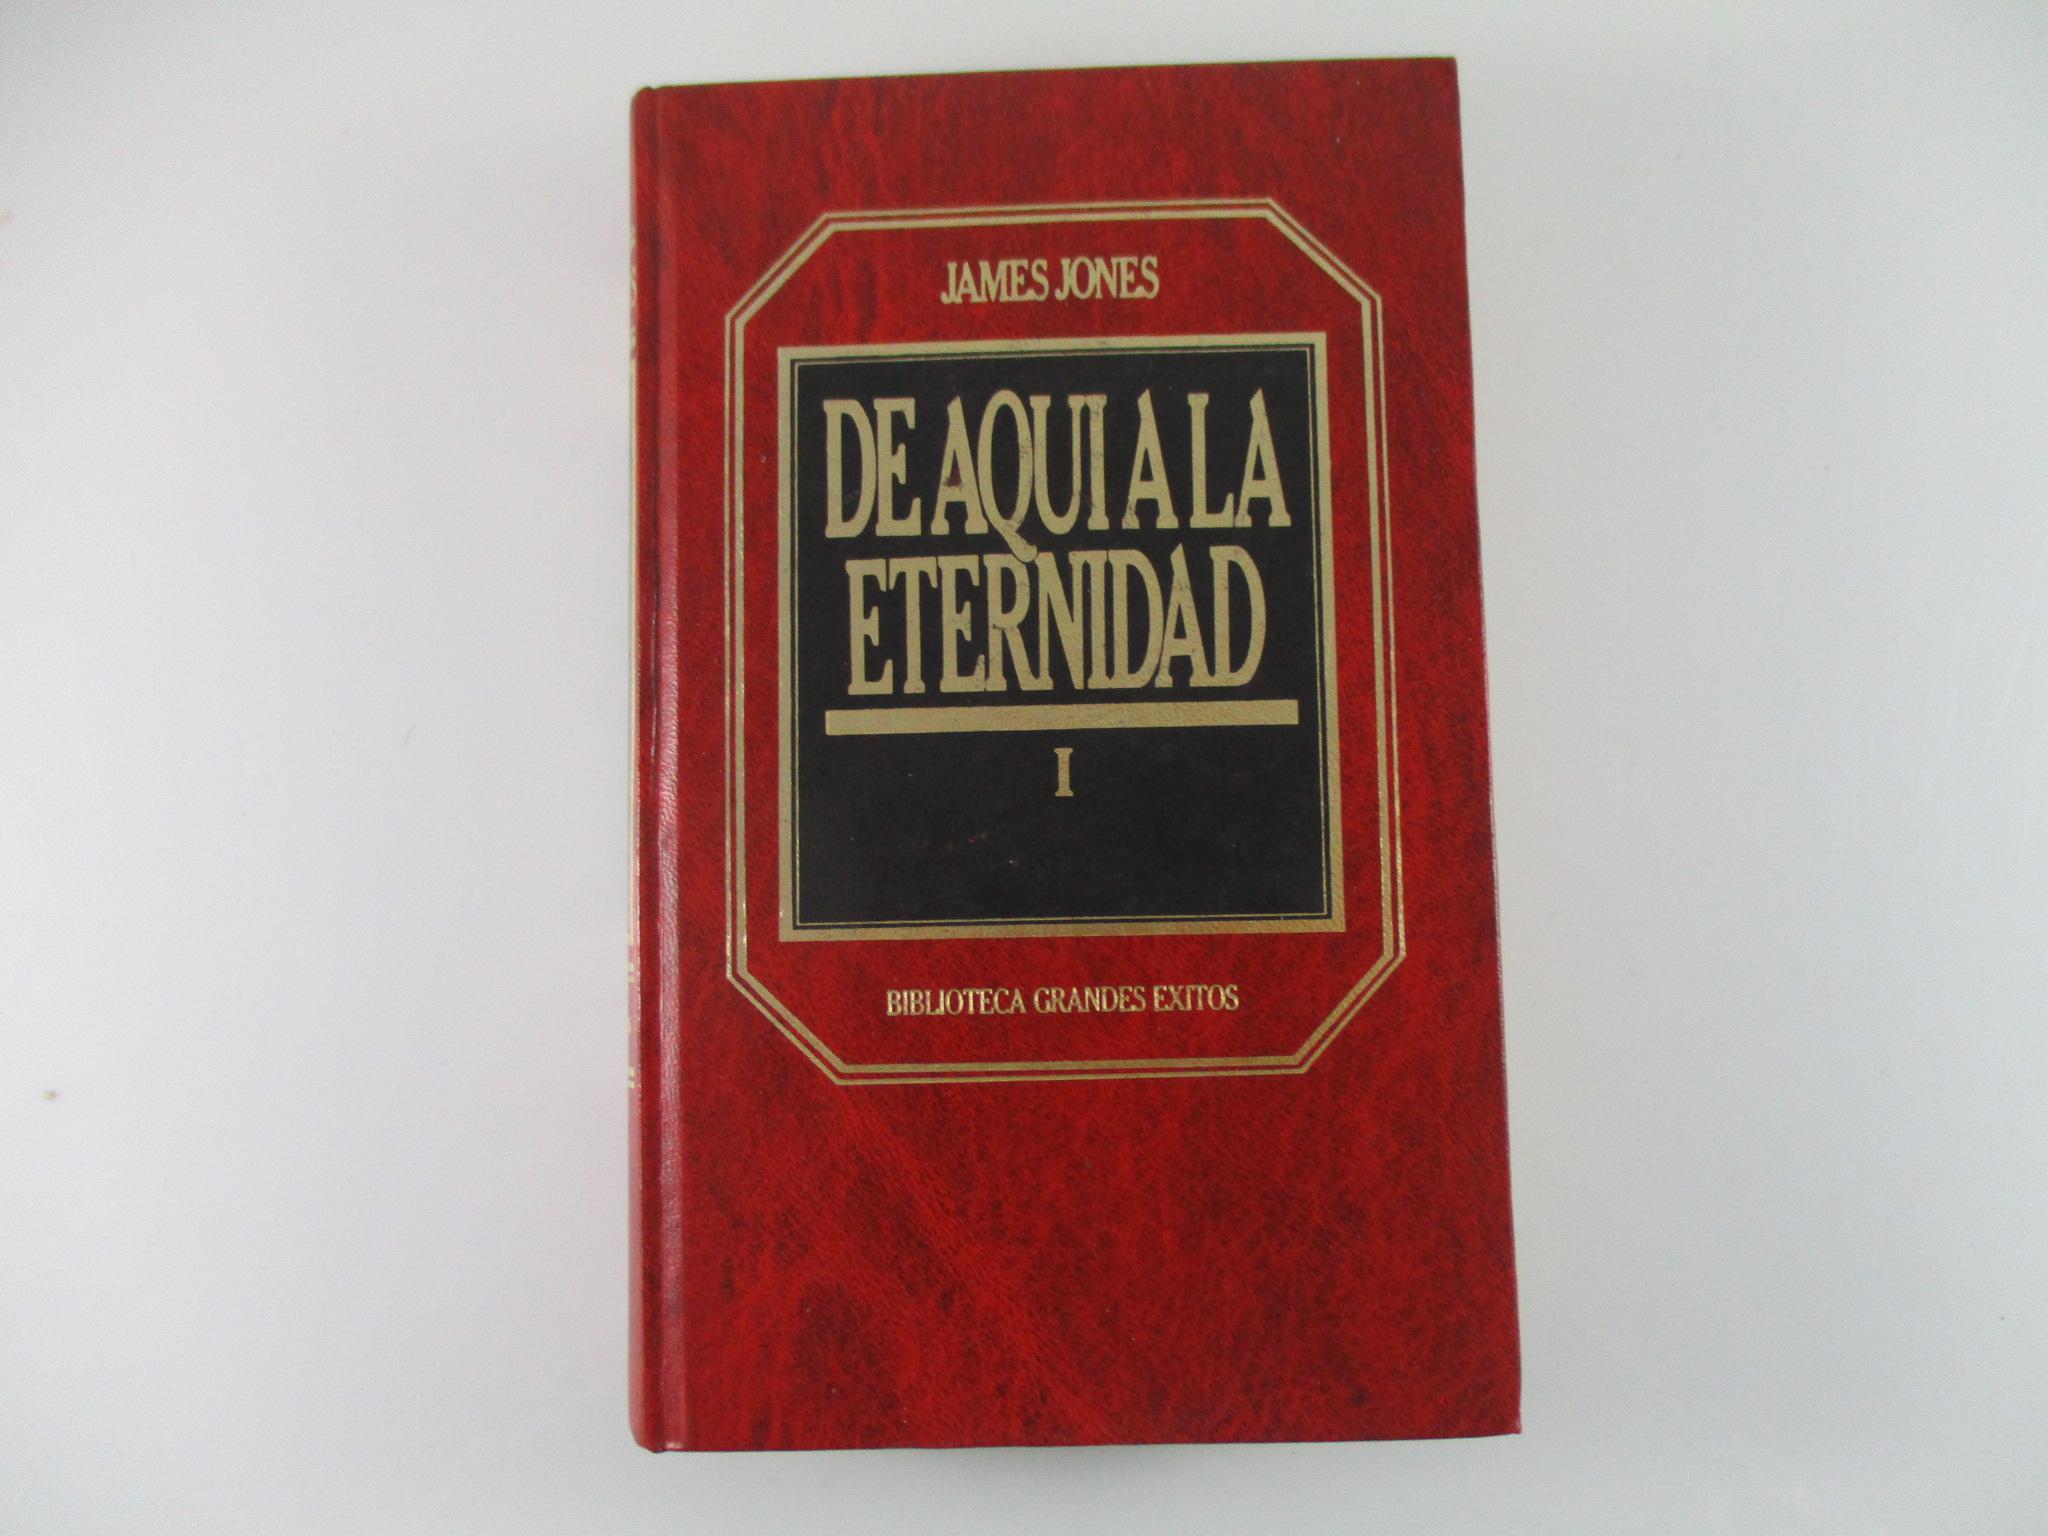 JAMES JONES
DE AQUI A LA
ETERNIDAD
I
BIBLIOTECA GRANDES EXITOS